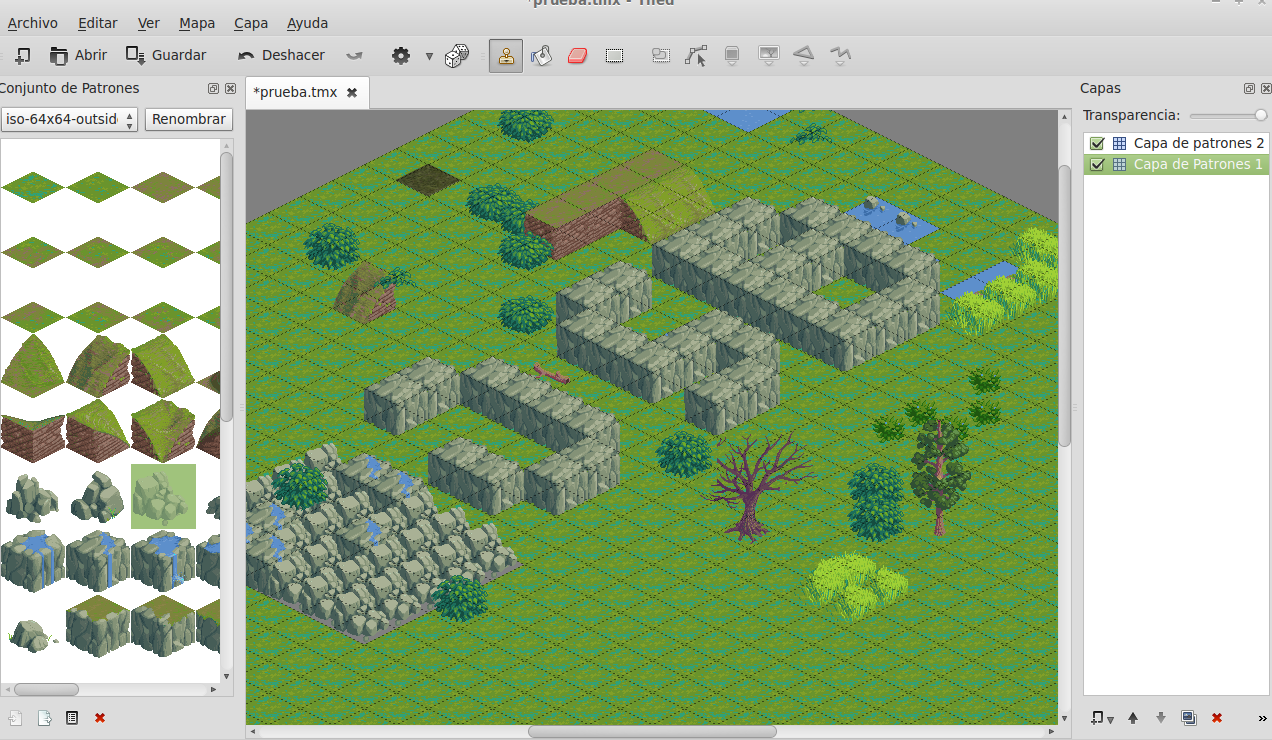 *prueba.tmx - Tiled
Archivo Editar Ver Mapa Capa Ayuda
Abrir Guardar Deshacer
Conjunto de Patrones
iso-64x64-outsid
Renombrar
*prueba.tmx
Capas
Transparencia:
Capa de patrones 2
Capa de Patrones 1